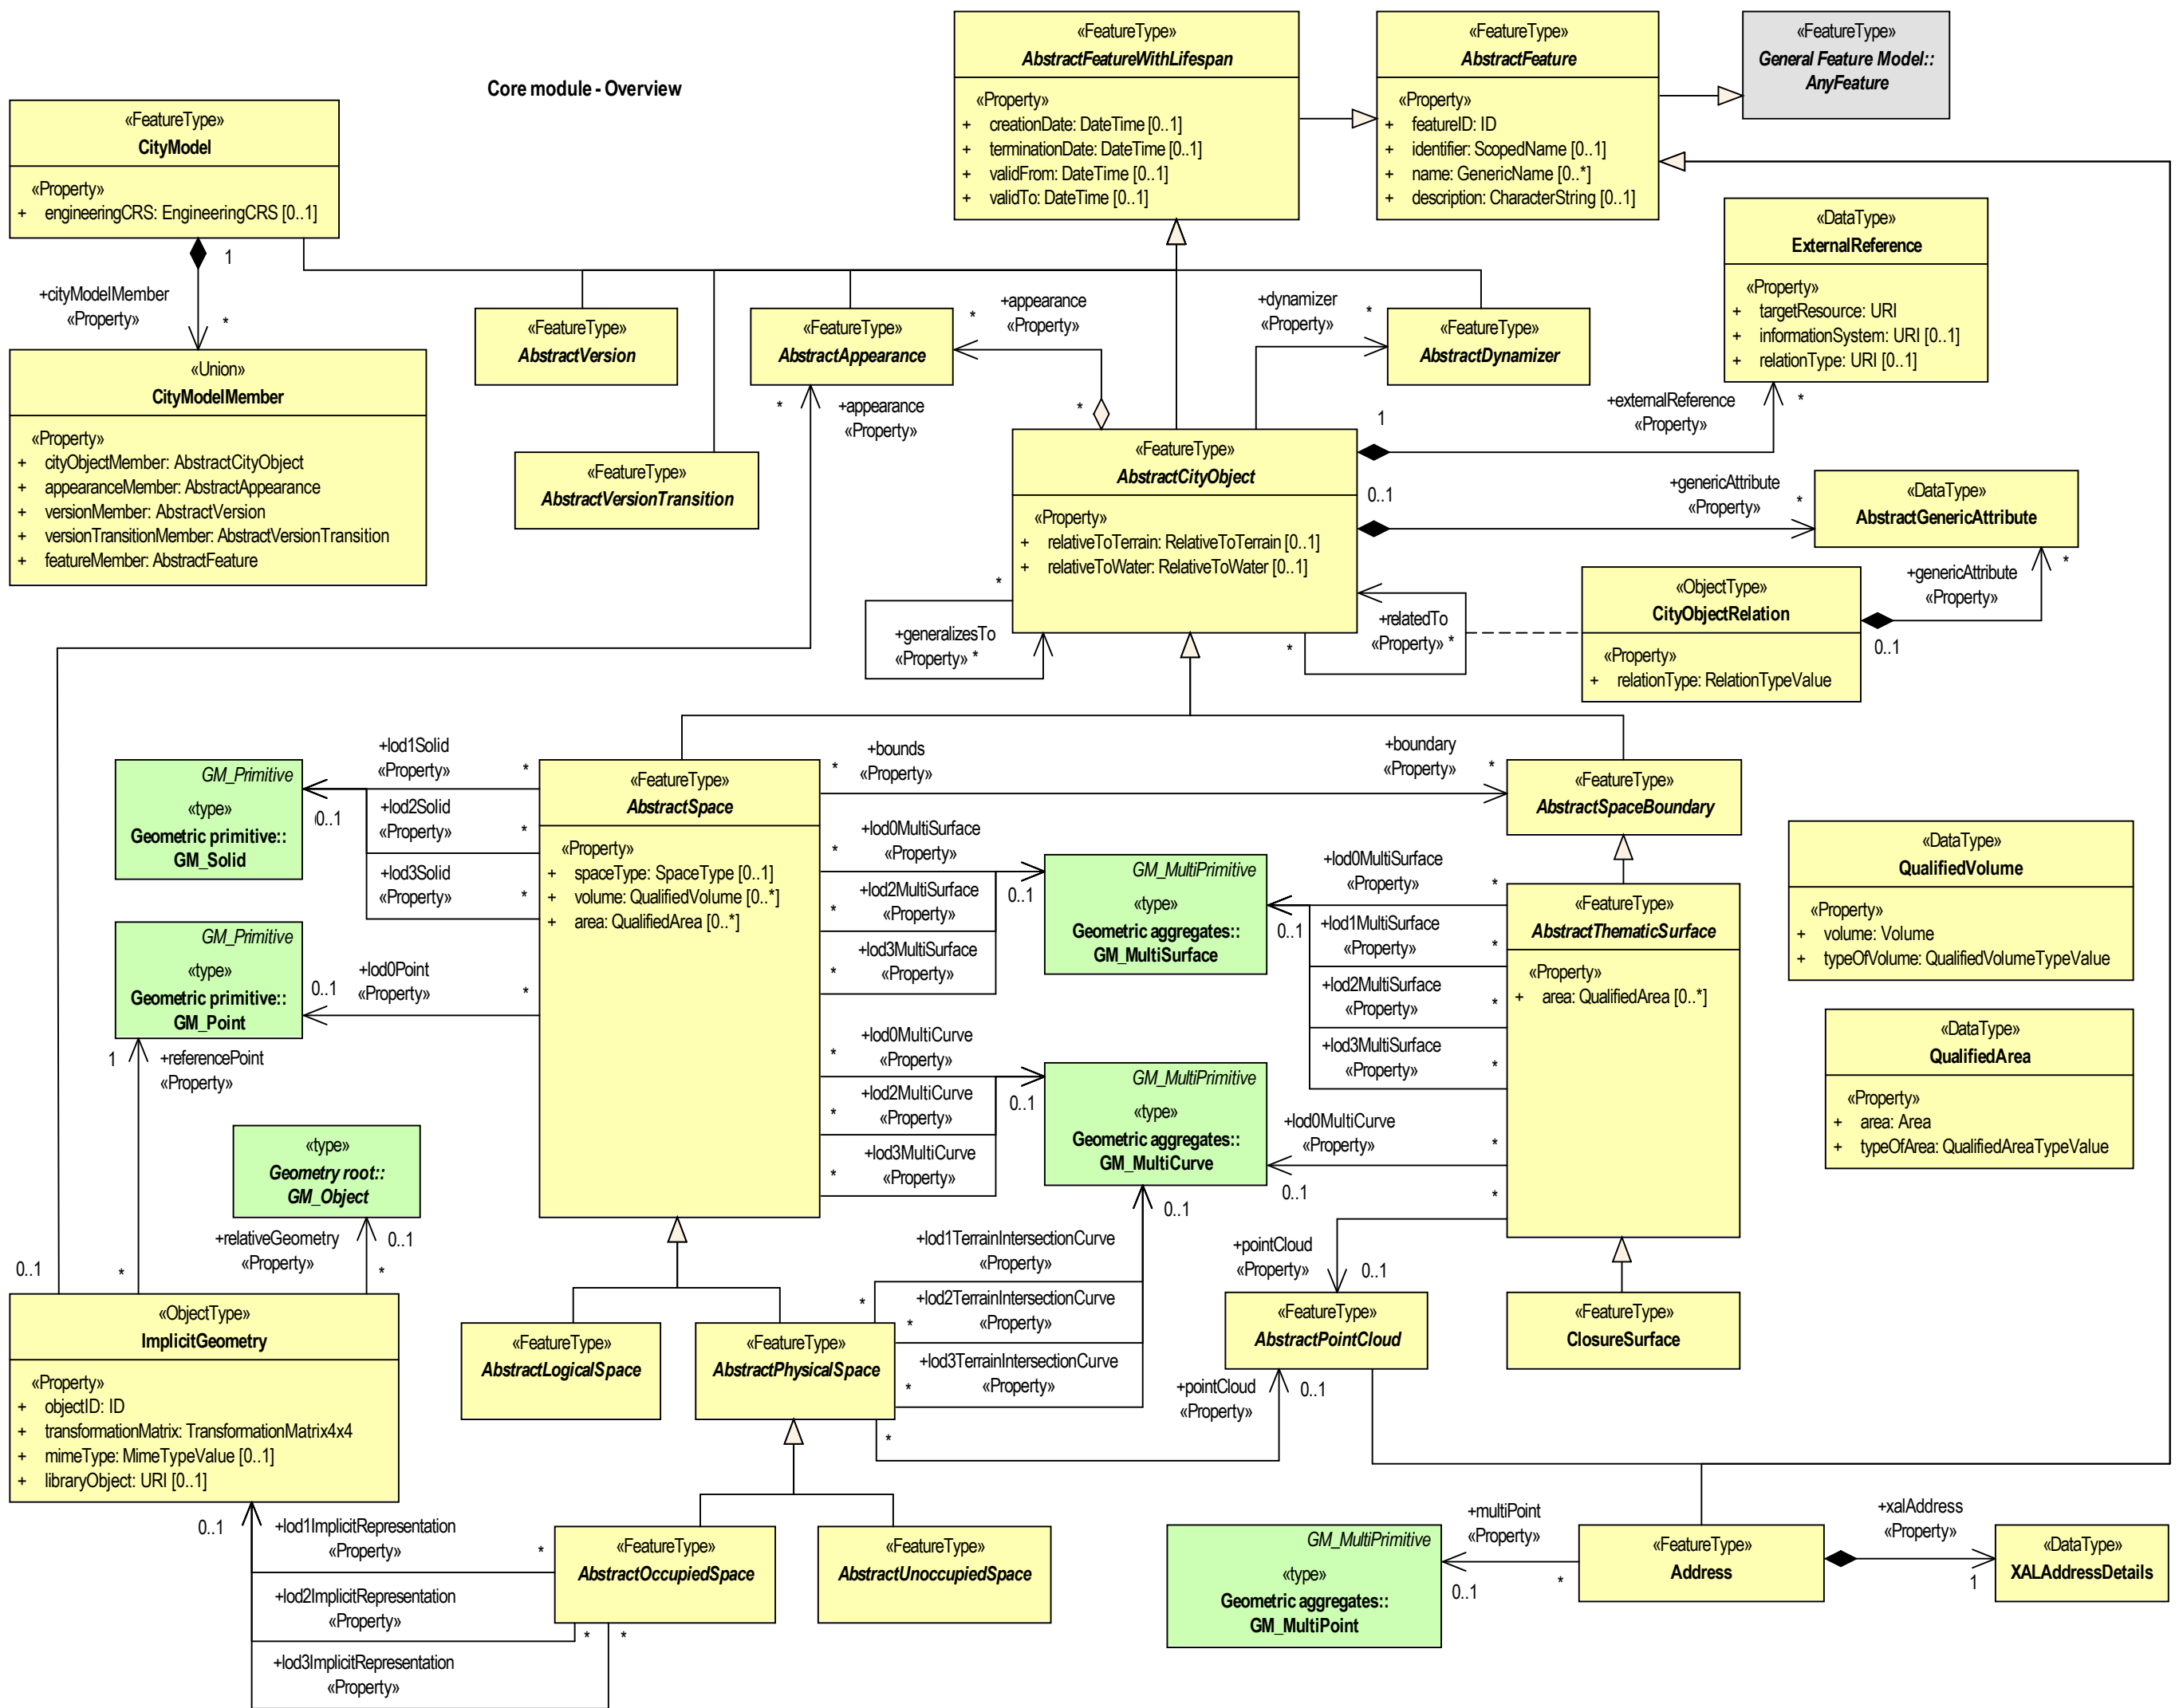 Core module - Overview
«FeatureType»
AbstractFeatureWithLifespan
«Property»
+ creationDate: DateTime [0..1]
+ terminationDate: DateTime [0..1]
+ validFrom: DateTime [0..1]
+ validTo: DateTime [0..1]
«FeatureType»
AbstractFeature
«Property»
+ featureID: ID
+ identifier: ScopedName [0..1]
+ name: GenericName [0..*]
+ description: CharacterString [0..1]
«FeatureType»
General Feature Model::
AnyFeature
«FeatureType»
CityModel
«Property»
+ engineeringCRS: EngineeringCRS [0..1]
1
+cityModelMember
«Property»
*
«Union»
CityModelMember
«Property»
+ cityObjectMember: AbstractCityObject
+ appearanceMember: AbstractAppearance
+ versionMember: AbstractVersion
+ versionTransitionMember: AbstractVersionTransition
+ featureMember: AbstractFeature
«FeatureType»
AbstractVersion
«FeatureType»
AbstractVersionTransition
«FeatureType»
AbstractAppearance
* +appearance
«Property»
*
* +appearance
«Property»
+dynamizer
«Property»
*
«FeatureType»
AbstractDynamizer
«DataType»
ExternalReference
«Property»
+ targetResource: URI
+ informationSystem: URI [0..1]
+ relationType: URI [0..1]
1
+externalReference
«Property»
*
«FeatureType»
AbstractCityObject
«Property»
+ relativeToTerrain: RelativeToTerrain [0..1]
+ relativeToWater: RelativeToWater [0..1]
0..1
+genericAttribute
«Property»
*
«DataType»
AbstractGenericAttribute
+genericAttribute
«Property»
*
0..1
«ObjectType»
CityObjectRelation
«Property»
+ relationType: RelationTypeValue
*
+generalizesTo
«Property» *
+relatedTo
«Property» *
*
+lod1Solid
«Property»
*
+lod2Solid
«Property»
*
+lod3Solid
«Property»
*
0..1
GM_Primitive
«type»
Geometric primitive::
GM_Solid
GM_Primitive
«type»
Geometric primitive::
GM_Point
0..1
+lod0Point
«Property»
*
1
+referencePoint
«Property»
*
«type»
Geometry root::
GM_Object
+relativeGeometry
«Property»
0..1
*
0..1
«FeatureType»
AbstractSpace
«Property»
+ spaceType: SpaceType [0..1]
+ volume: QualifiedVolume [0..*]
+ area: QualifiedArea [0..*]
+bounds
«Property»
*
+boundary
«Property»
*
«FeatureType»
AbstractSpaceBoundary
+lod0MultiSurface
«Property»
*
+lod2MultiSurface
«Property»
*
+lod3MultiSurface
«Property»
*
0..1
GM_MultiPrimitive
«type»
Geometric aggregates::
GM_MultiSurface
+lod0MultiSurface
«Property»
*
0..1
+lod1MultiSurface
«Property»
*
+lod2MultiSurface
«Property»
*
+lod3MultiSurface
«Property»
*
«FeatureType»
AbstractThematicSurface
«Property»
+ area: QualifiedArea [0..*]
«DataType»
QualifiedVolume
«Property»
+ volume: Volume
+ typeOfVolume: QualifiedVolumeTypeValue
«DataType»
QualifiedArea
«Property»
+ area: Area
+ typeOfArea: QualifiedAreaTypeValue
+lod0MultiCurve
«Property»
*
+lod2MultiCurve
«Property»
*
+lod3MultiCurve
«Property»
*
0..1
GM_MultiPrimitive
«type»
Geometric aggregates::
GM_MultiCurve
+lod0MultiCurve
«Property»
*
0..1
*
+pointCloud
«Property»
0..1
0..1
+lod1TerrainIntersectionCurve
«Property»
*
+lod2TerrainIntersectionCurve
«Property»
*
+lod3TerrainIntersectionCurve
«Property»
*
«FeatureType»
AbstractLogicalSpace
«FeatureType»
AbstractPhysicalSpace
«FeatureType»
AbstractPointCloud
«FeatureType»
ClosureSurface
+pointCloud
«Property»
0..1
*
«ObjectType»
ImplicitGeometry
«Property»
+ objectID: ID
+ transformationMatrix: TransformationMatrix4x4
+ mimeType: MimeTypeValue [0..1]
+ libraryObject: URI [0..1]
0..1
+lod1ImplicitRepresentation
«Property»
*
+lod2ImplicitRepresentation
«Property»
*
+lod3ImplicitRepresentation
«Property»
*
«FeatureType»
AbstractOccupiedSpace
«FeatureType»
AbstractUnoccupiedSpace
GM_MultiPrimitive
«type»
Geometric aggregates::
GM_MultiPoint
+multiPoint
«Property»
0..1
*
«FeatureType»
Address
+xalAddress
«Property»
1
«DataType»
XALAddressDetails